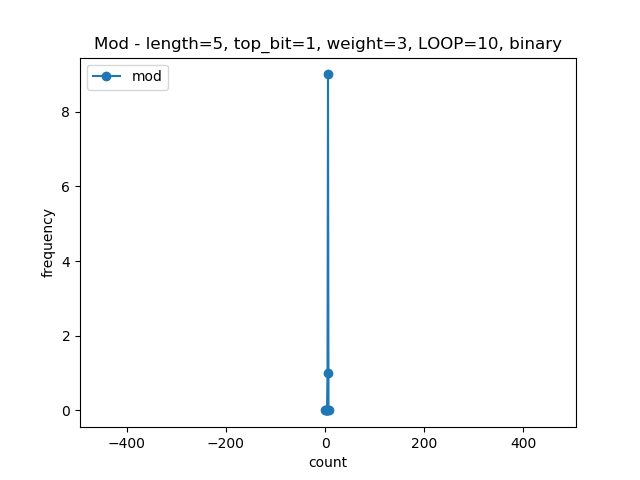 Mod - length=5, top_bit=1, weight=3, LOOP=10, binary
mod
8
6
4
2
0
frequency
−400 −200 0 200 400
count